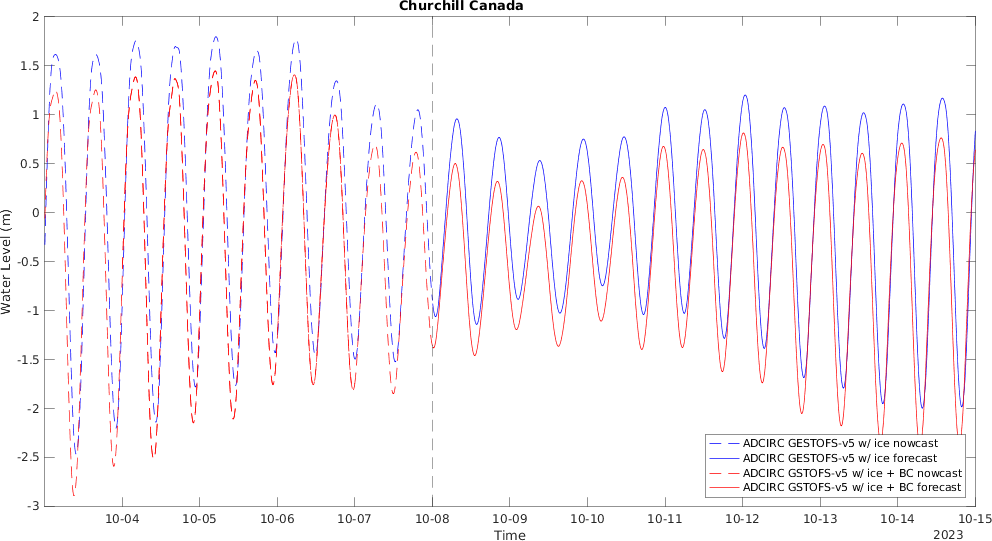 Churchill Canada
2
1.5
1
0.5
0
-0.5
-1
-1.5
-2
-2.5
-3
Water Level (m)
ADCIRC GESTOFS-v5 w/ ice nowcast
ADCIRC GESTOFS-v5 w/ ice forecast
ADCIRC GSTOFS-v5 w/ ice + BC nowcast
ADCIRC GSTOFS-v5 w/ ice + BC forecast
10-04 10-05 10-06 10-07 10-08 10-09 10-10 10-11 10-12 10-13 10-14 10-15
Time
2023